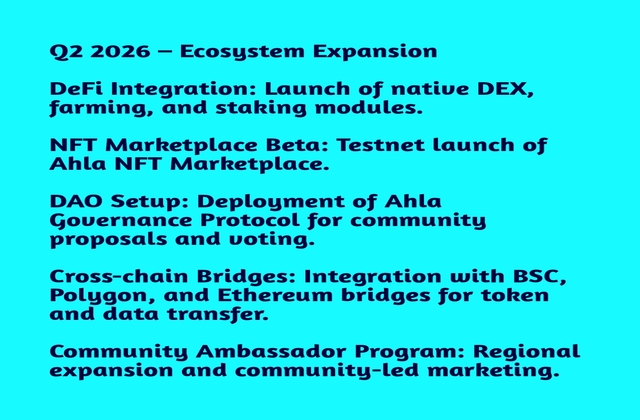 Q2 2026 – Ecosystem Expansion
DeFi Integration: Launch of native DEX,
farming, and staking modules.
NFT Marketplace Beta: Testnet launch of
Ahla NFT Marketplace.
DAO Setup: Deployment of Ahla
Governance Protocol for community
proposals and voting.
Cross-chain Bridges: Integration with BSC,
Polygon, and Ethereum bridges for token
and data transfer.
Community Ambassador Program: Regional
expansion and community-led marketing.